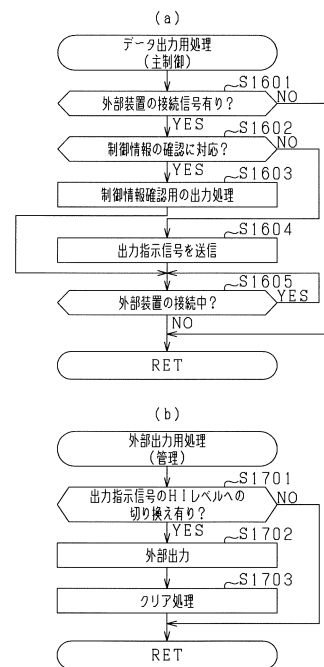 (a)
データ出力用処理
(主制御)
S1601
外部装置の接続信号有り?
NO
YES
S1602
制御情報の確認に対応?
NO
YES
S1603
制御情報確認用の出力処理
S1604
出力指示信号を送信
S1605
外部装置の接続中?
YES
NO
RET
(b)
外部出力用処理
(管理)
S1701
出力指示信号のHIレベルへの
切り換え有り?
NO
YES
S1702
外部出力
S1703
クリア処理
RET